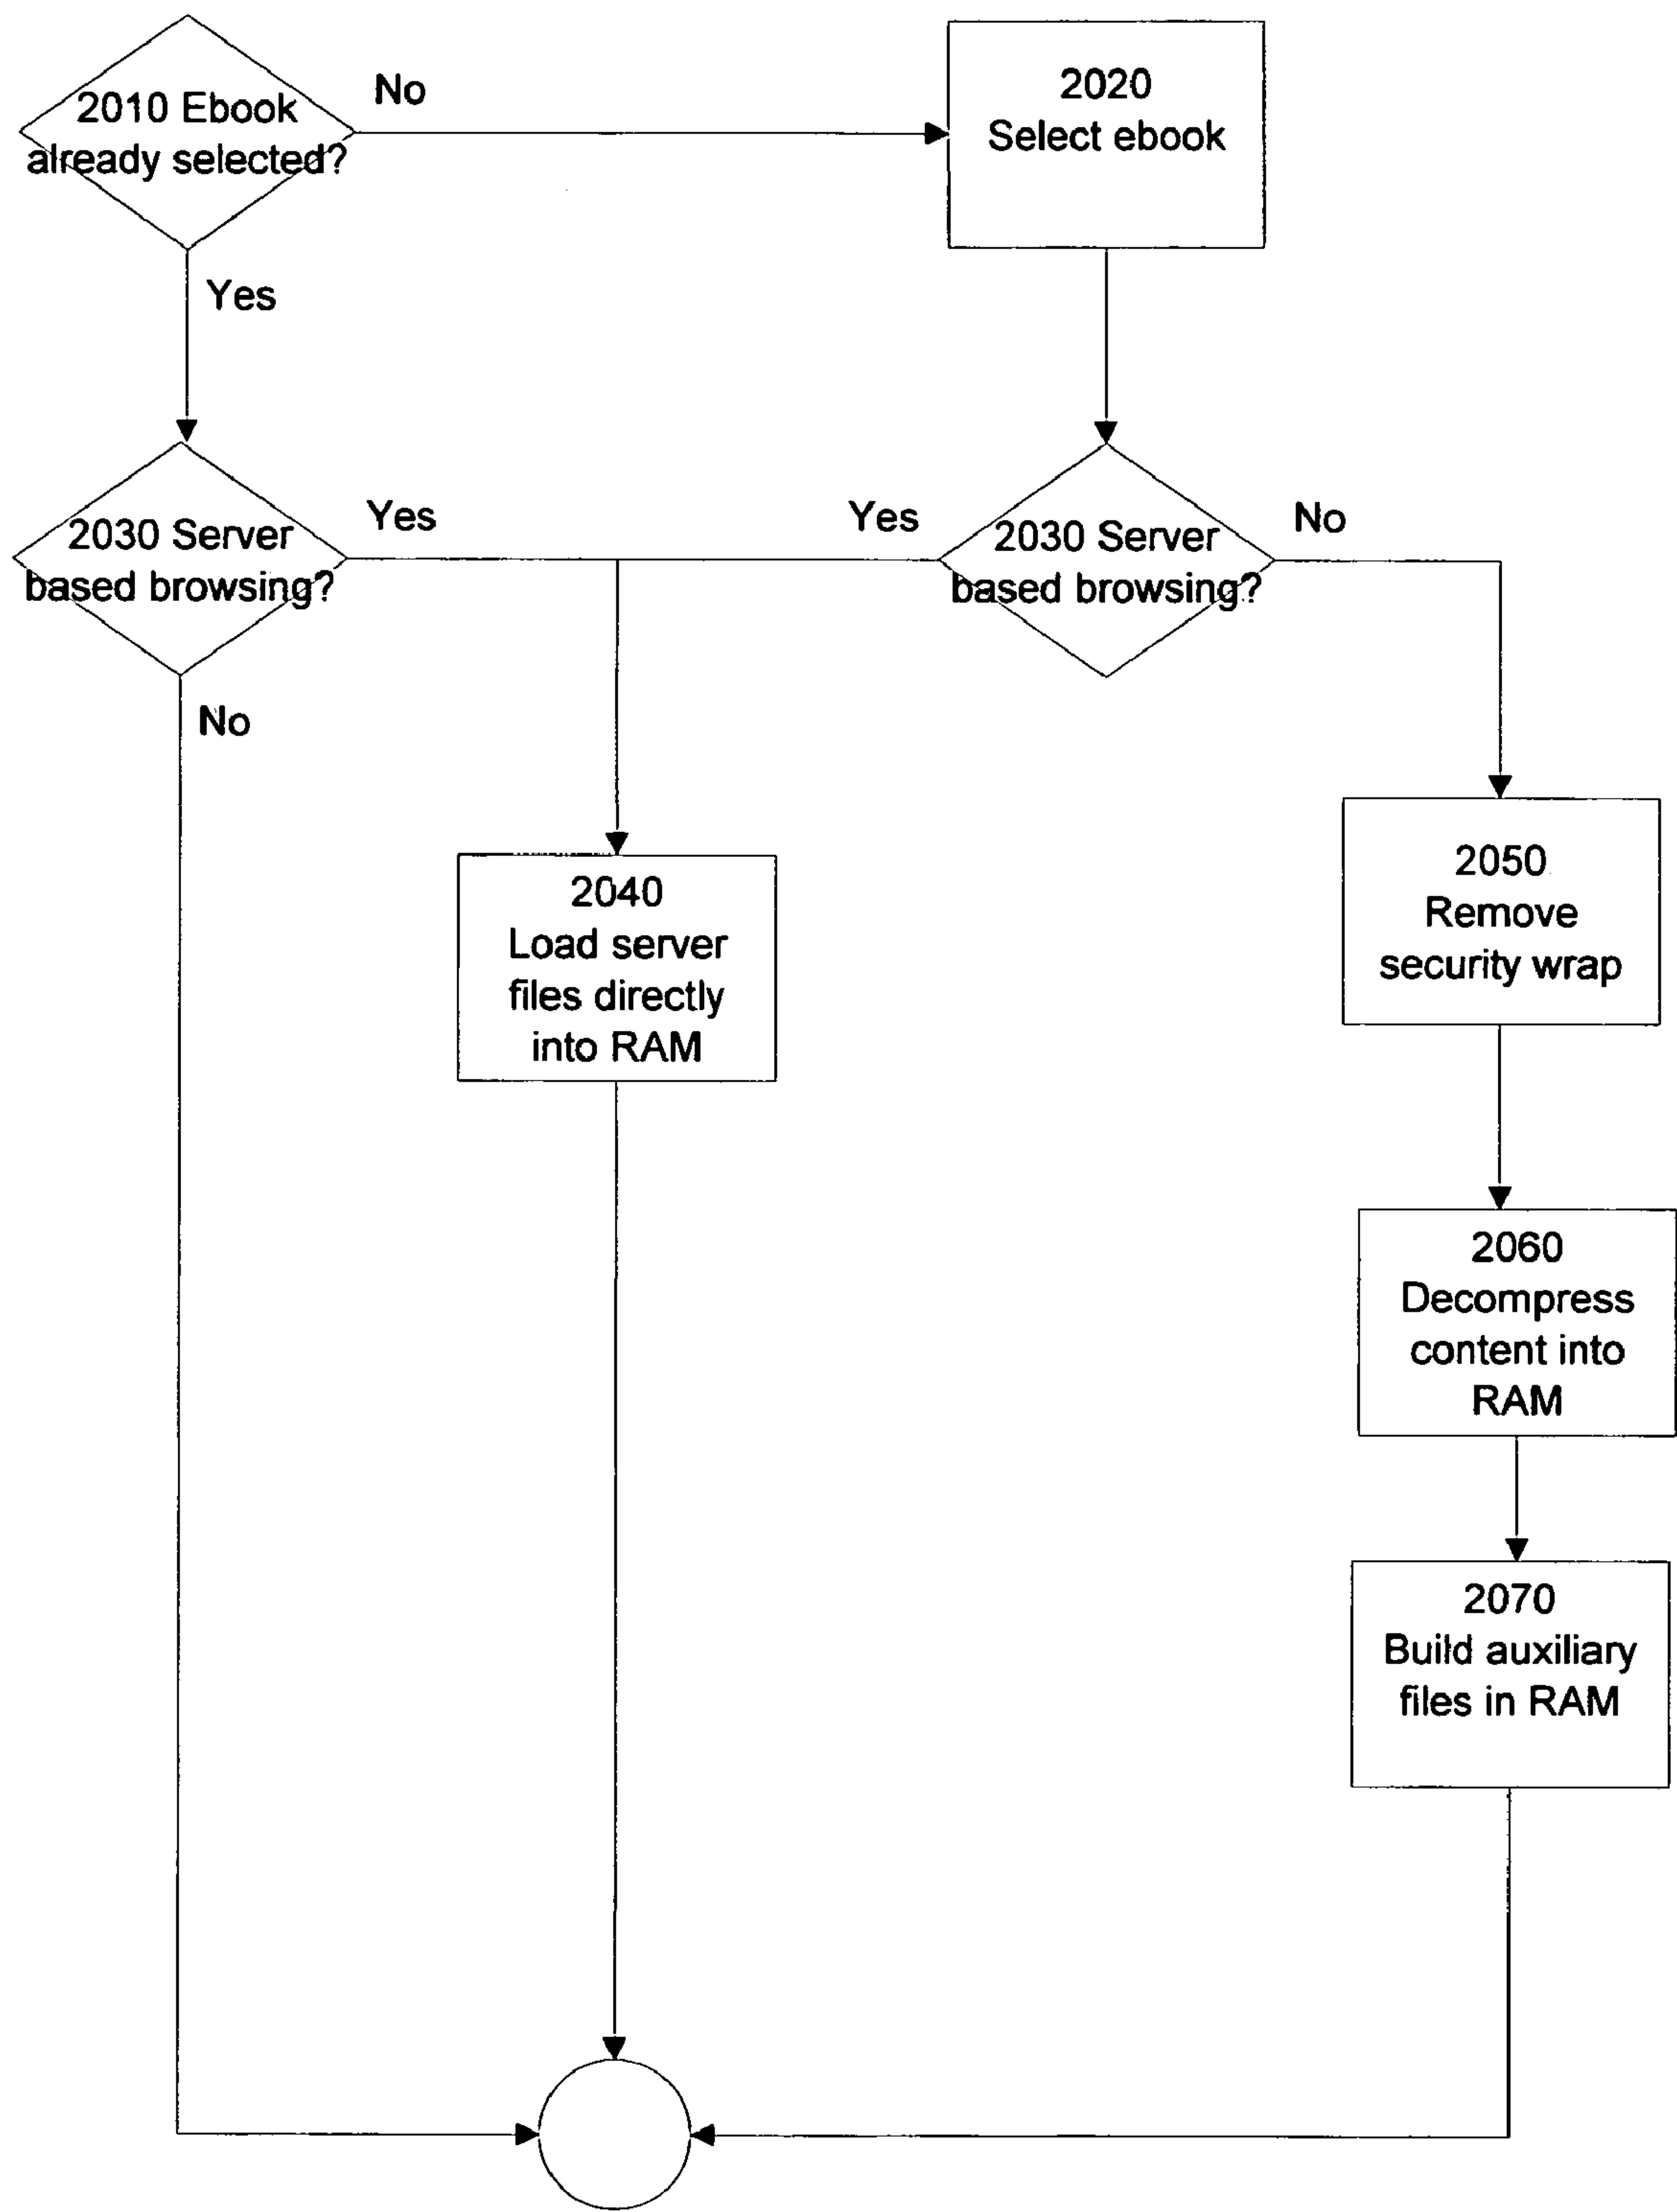 2010 Ebook
already selected?
No
2020
Select ebook
Yes
2030 Server
based browsing?
Yes
Yes
2030 Server
based browsing?
No
No
2040
Load server
files directly
into RAM
2050
Remove
security wrap
2060
Decompress
content into
RAM
2070
Build auxiliary
files in RAM